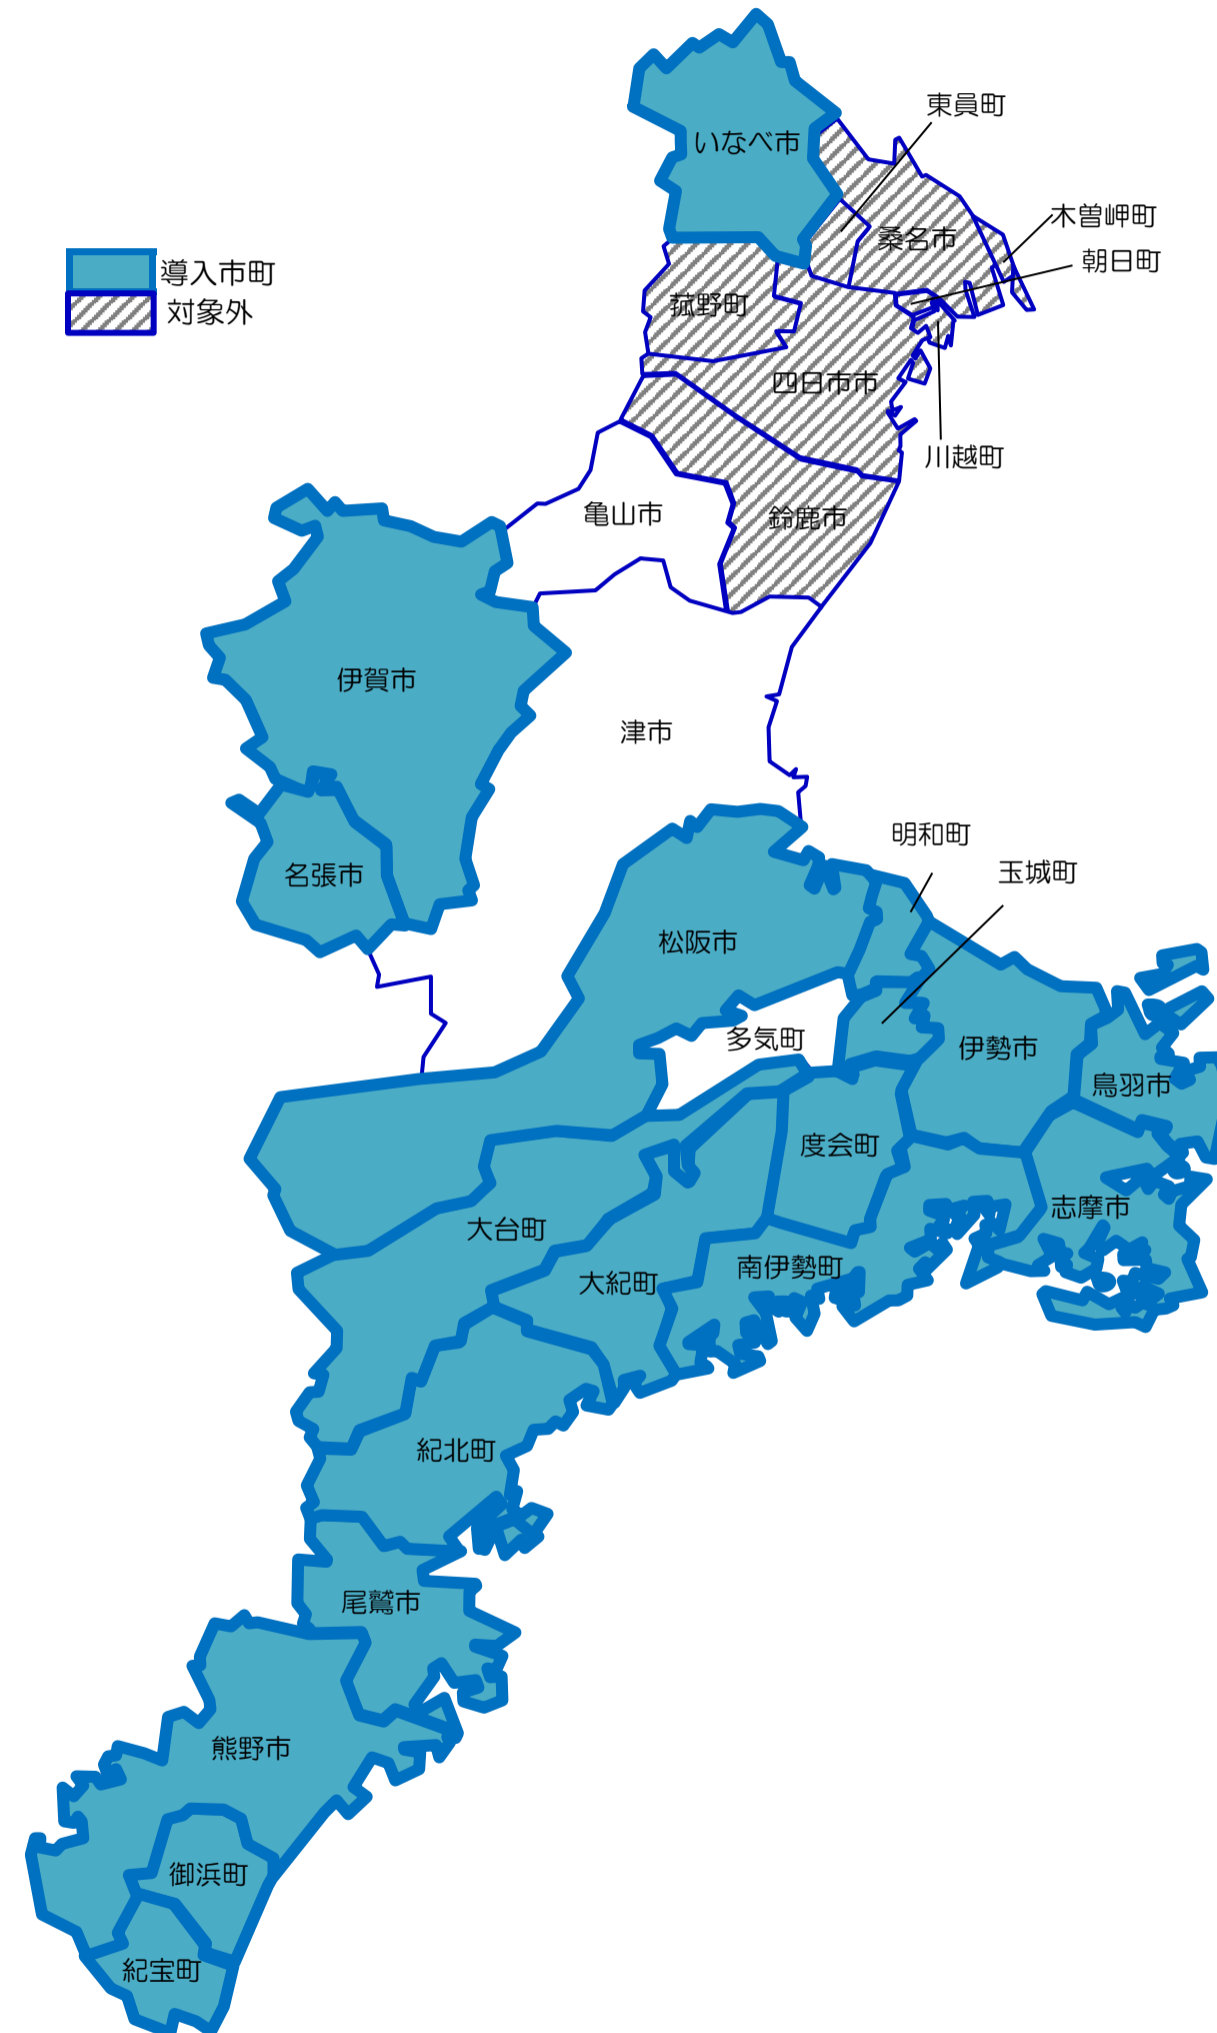 東員町
いなべ市
木曽岬町
桑名市
朝日町
導入市町
対象外
菰野町
四日市市
川越町
亀山市
鈴鹿市
伊賀市
津市
明和町
玉城町
名張市
松阪市
多気町
伊勢市
鳥羽市
度会町
志摩市
大台町
南伊勢町
大紀町
紀北町
尾鷲市
熊野市
御浜町
紀宝町